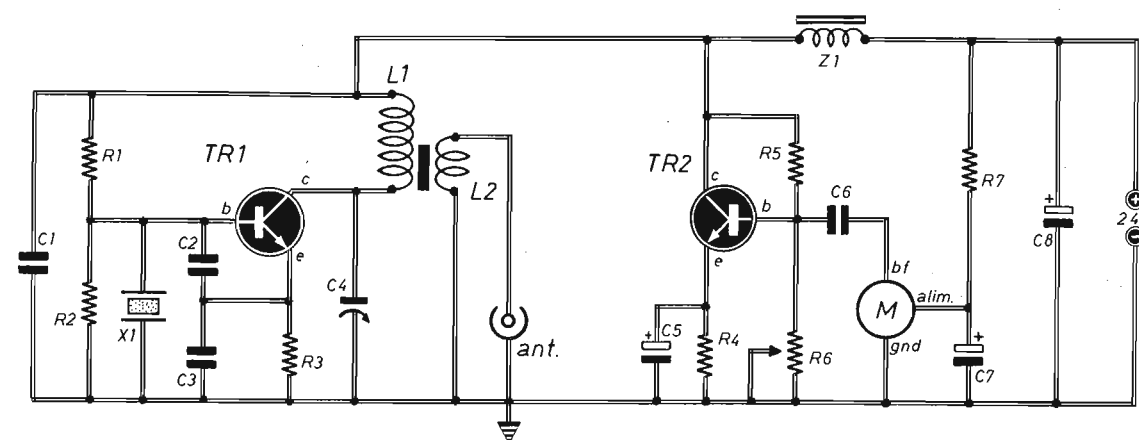 Z1
L1
R1
TR1
R5
c
TR2
C6
R7
+
+
L2
c
C8
24
-
b
b
C1
C2
e
e
bf
R2
C4
M
alim.
X1
+
C5
+
ant.
R4
gnd
R3
R6
C7
C3